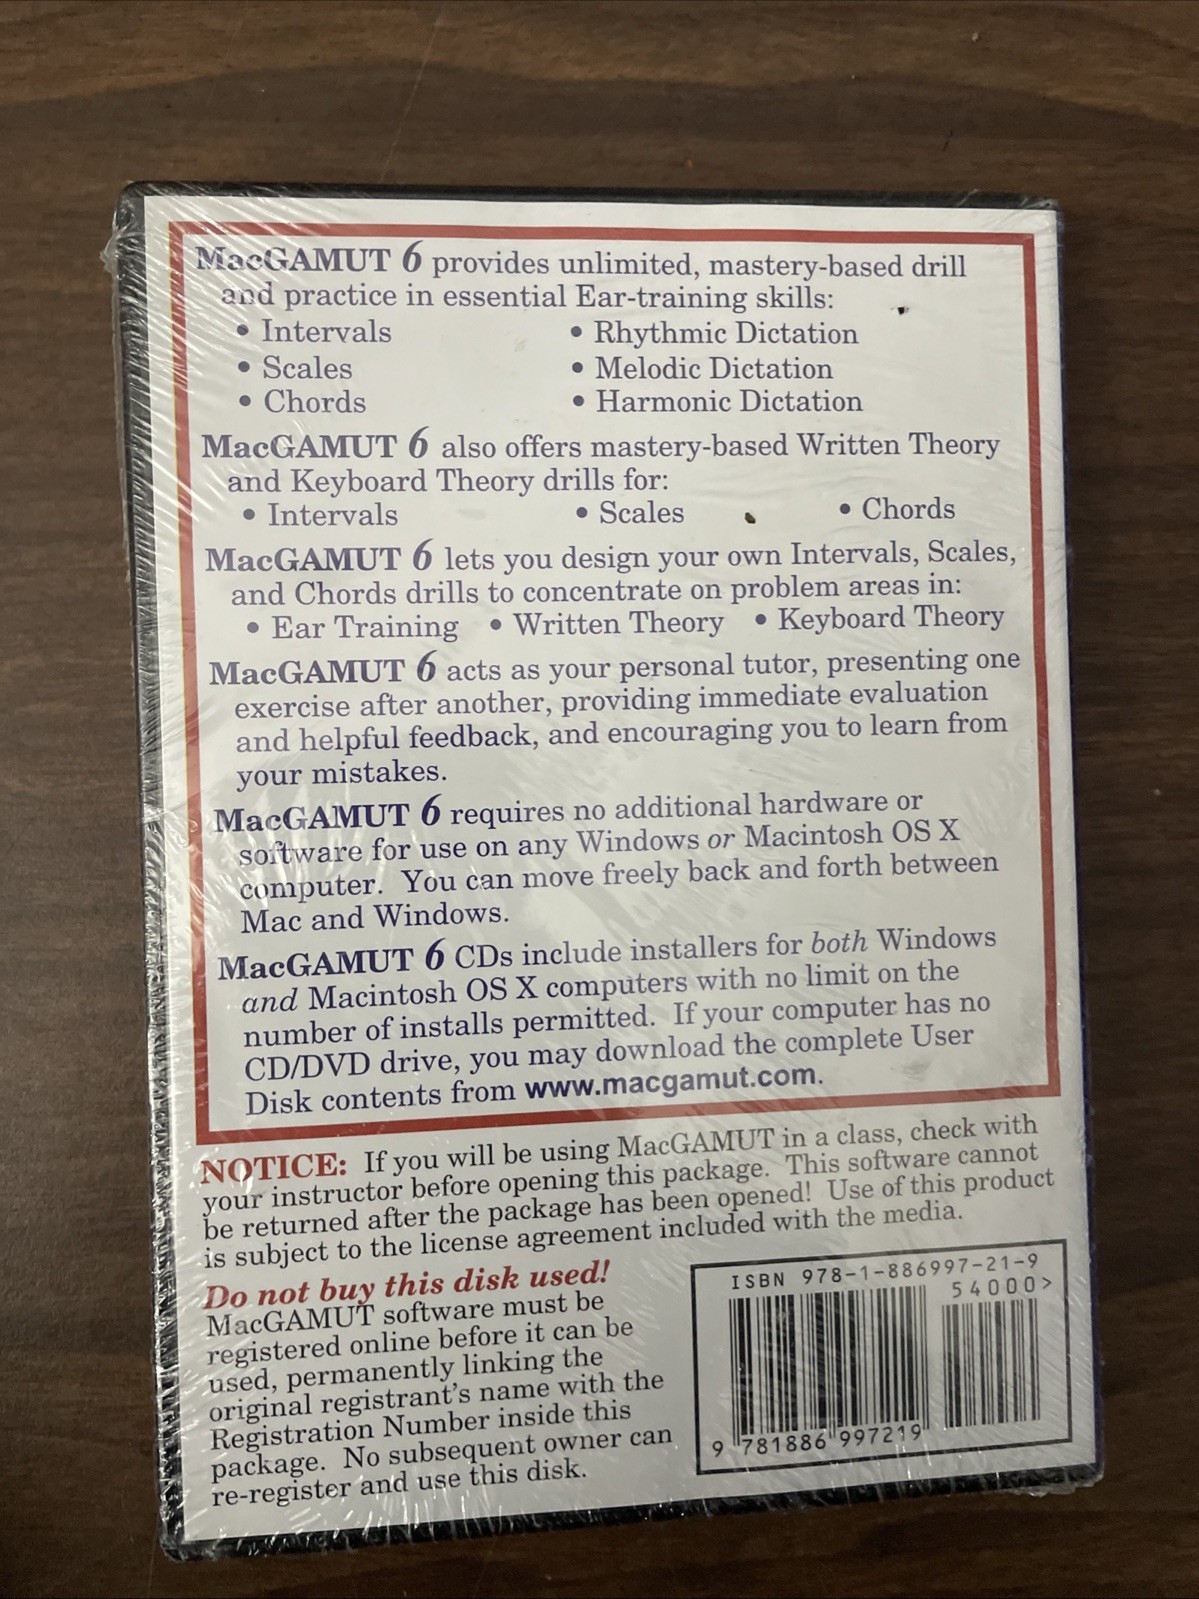 MacGAMUT 6 provides unlimited, mastery-based drill
and practice in essential Ear-training skills:
• Intervals • Rhythmic Dictation
• Scales • Melodic Dictation
• Chords • Harmonic Dictation
MacGAMUT 6 also offers mastery-based Written Theory
and Keyboard Theory drills for:
• Intervals • Scales • Chords
MacGAMUT 6 lets you design your own Intervals, Scales,
and Chords drills to concentrate on problem areas in:
• Ear Training • Written Theory • Keyboard Theory
MacGAMUT 6 acts as your personal tutor, presenting one
exercise after another, providing immediate evaluation
and helpful feedback, and encouraging you to learn from
your mistakes.
MacGAMUT 6 requires no additional hardware or
software for use on any Windows or Macintosh OS X
computer. You can move freely back and forth between
Mac and Windows.
MacGAMUT 6 CDs include installers for both Windows
and Macintosh OS X computers with no limit on the
number of installs permitted. If your computer has no
CD/DVD drive, you may download the complete User
Disk contents from www.macgamut.com.
NOTICE: If you will be using MacGAMUT in a class, check with
your instructor before opening this package. This software cannot
be returned after the package has been opened! Use of this product
is subject to the license agreement included with the media.
Do not buy this disk used!
MacGAMUT software must be
registered online before it can be
used, permanently linking the
original registrant's name with the
Registration Number inside this
package. No subsequent owner can
re-register and use this disk.
ISBN 978-1-886997-21-9
54000>
9 781886 997219